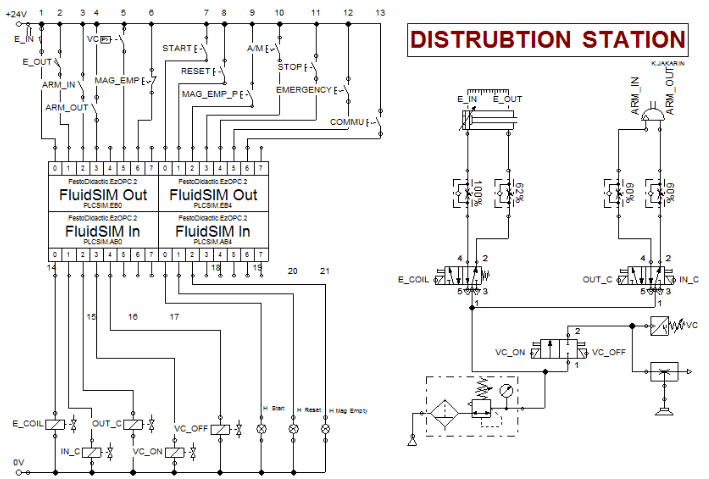 DISTRUBTION STATION
K.JAKARIN
+24V 1 2 3 4 5 6 7 8 9 10 11 12 13
E_IN
E_OUT
ARM_IN
ARM_OUT
VC
MAG_EMP
START
RESET
MAG_EMP_P
A/M
STOP
EMERGENCY
COMMU
0 1 2 3 4 5 6 7 0 1 2 3 4 5 6 7
FestoDidactic.EzOPC.2 FestoDidactic.EzOPC.2
FluidSIM Out FluidSIM Out
PLCSIM.EB0 PLCSIM.EB4
FestoDidactic.EzOPC.2 FestoDidactic.EzOPC.2
FluidSIM In FluidSIM In
PLCSIM.AB0 PLCSIM.AB4
0 1 2 3 4 5 6 7 0 1 2 3 4 5 6 7
14 18 19 20 21
15 16 17
H Start
H Reset
H Mag Empty
E_COIL
IN_C
OUT_C
VC_ON
VC_OFF
0V
E_IN E_OUT
ARM_IN
ARM_OUT
100%
62%
60%
60%
4 2
E_COIL
5 3
1
4 2
OUT_C IN_C
5 3
1
2
VC_ON VC_OFF
1
VC